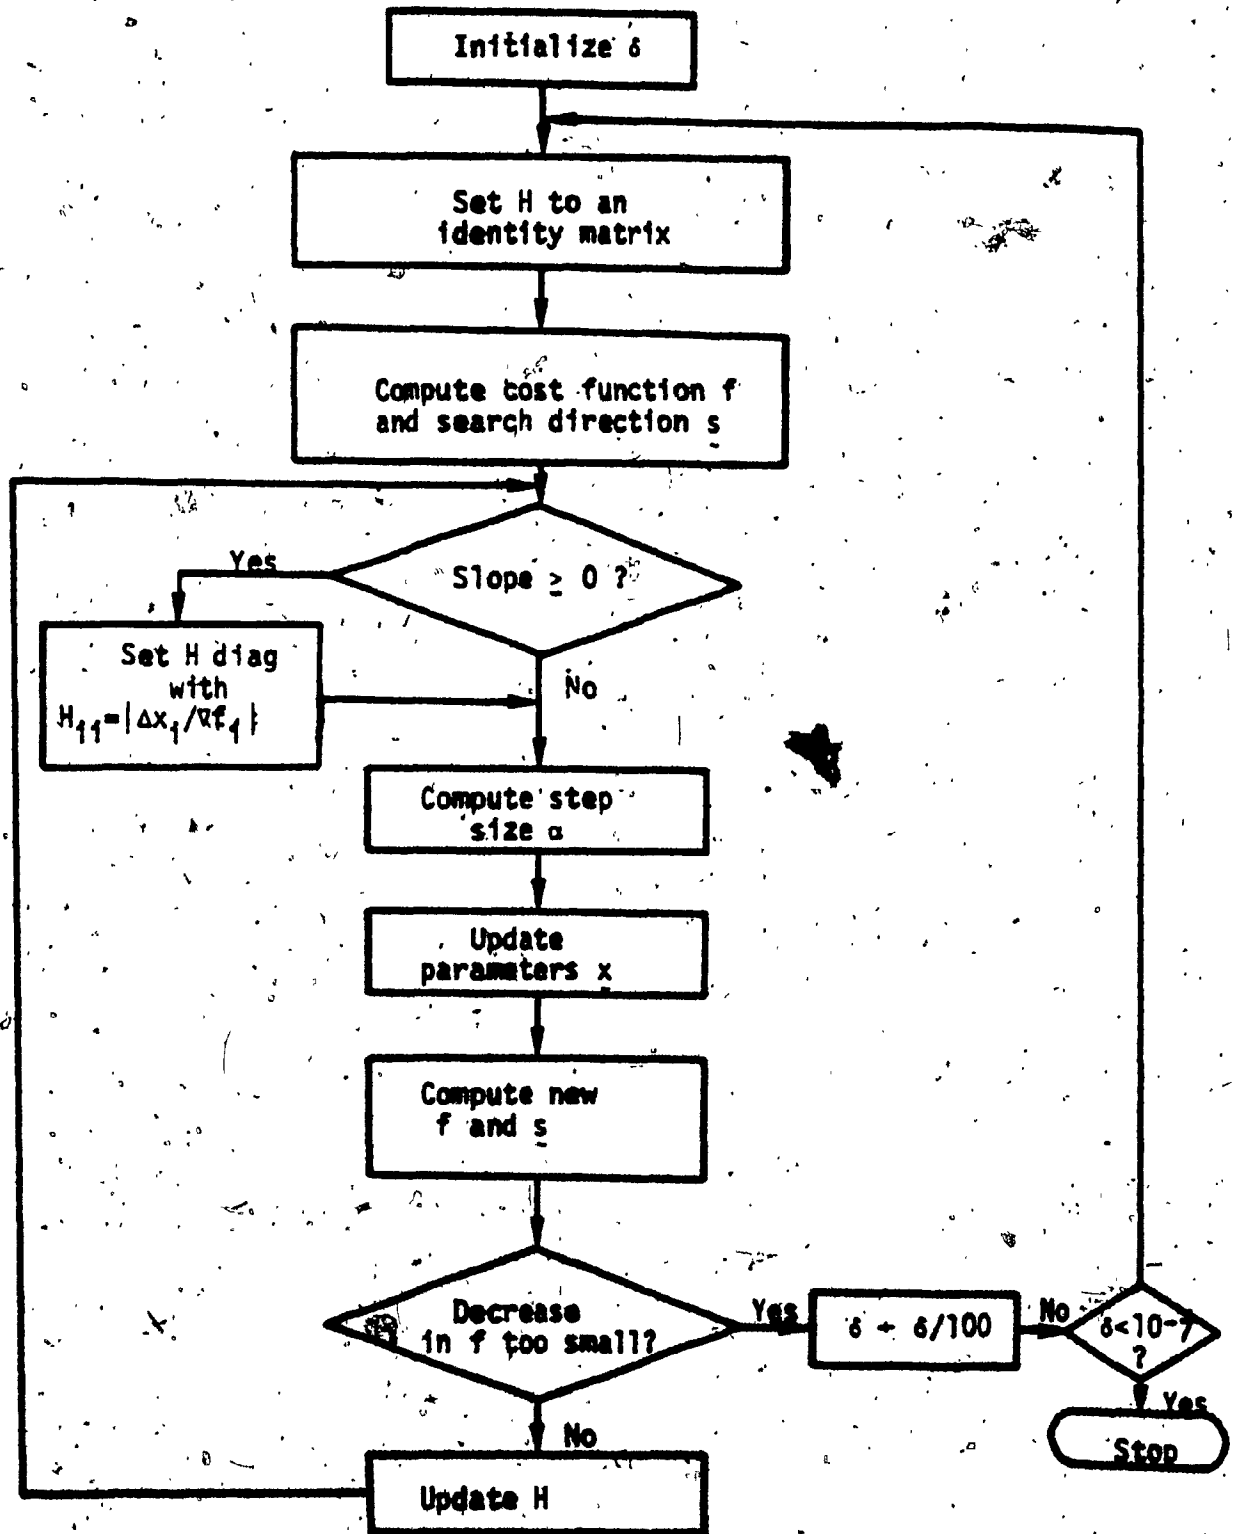 Initialize δ
Set H to an
identity matrix
Compute cost function f
and search direction s
Yes
Slope ≥ 0 ?
Set H diag
with
H_ii=|Δx_i/∇f_i|
No
Compute step
size α
Update
parameters x
Compute new
f and s
Decrease
in f too small?
Yes
δ ← δ/100
No
δ<10⁻⁷
?
Yes
Stop
No
Update H